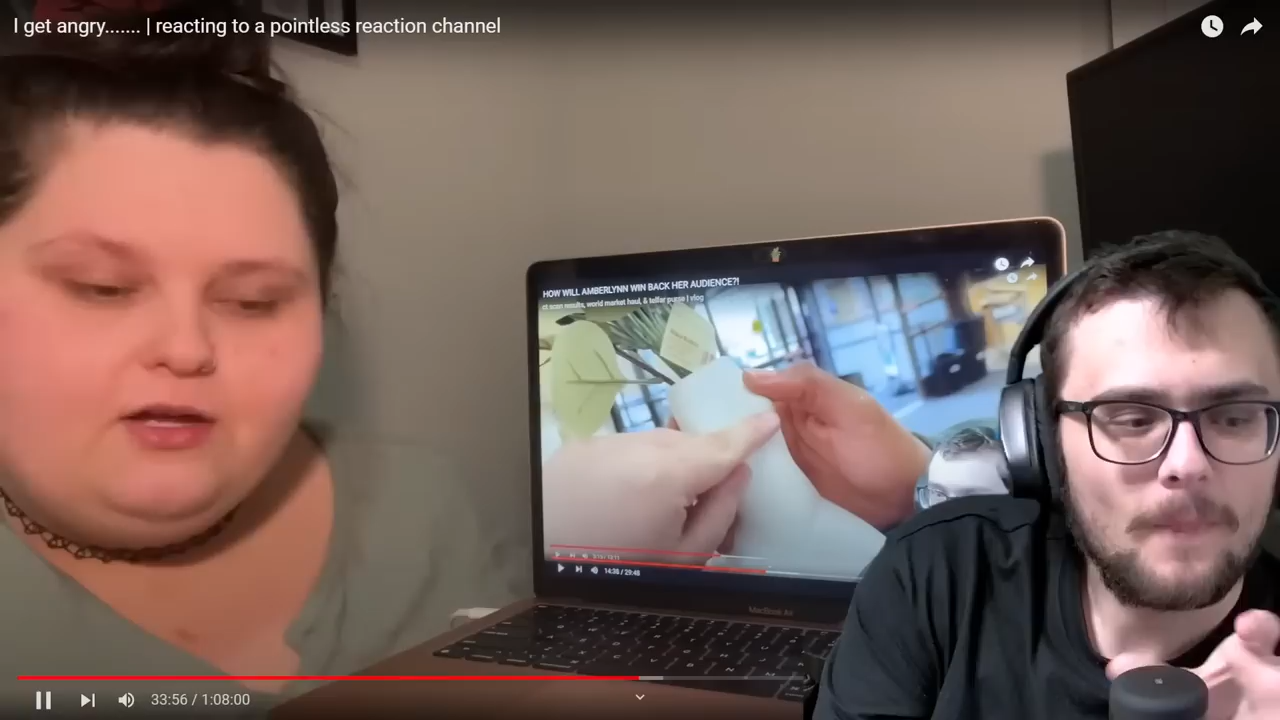 I get angry....... | reacting to a pointless reaction channel
HOW WILL AMBERLYNN WIN BACK HER AUDIENCE?!
ct scan results, world market haul, & telfar purse | vlog
14:38 / 29:48
MacBook Air
33:56 / 1:08:00